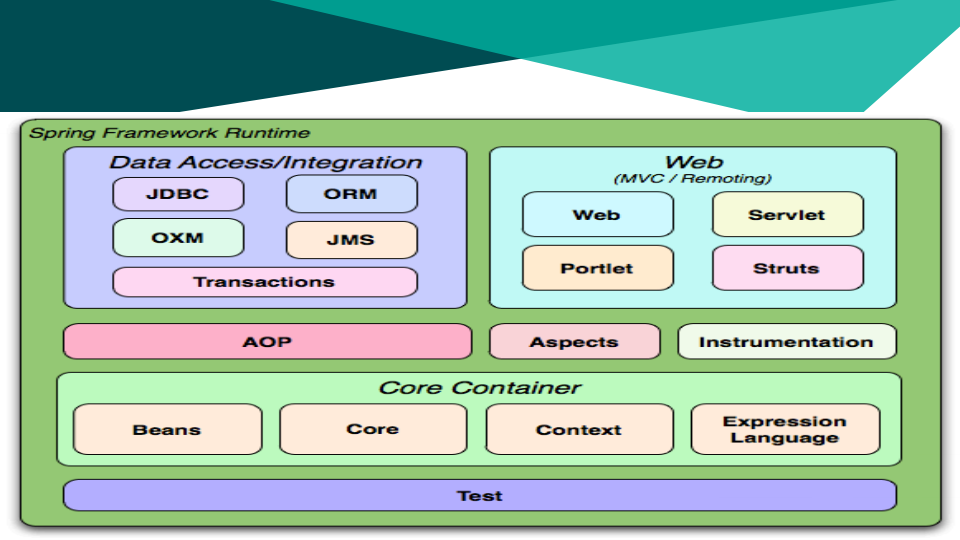 Spring Framework Runtime
Data Access/Integration
JDBC
ORM
OXM
JMS
Transactions
Web
(MVC / Remoting)
Web
Servlet
Portlet
Struts
AOP
Aspects
Instrumentation
Core Container
Beans
Core
Context
Expression
Language
Test